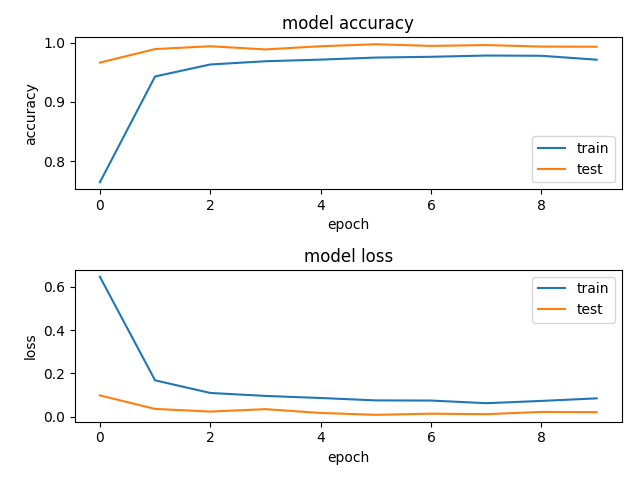 model accuracy
1.0
0.9
0.8
accuracy
train
test
0 2 4 6 8
epoch
model loss
0.6
0.4
0.2
0.0
loss
train
test
0 2 4 6 8
epoch